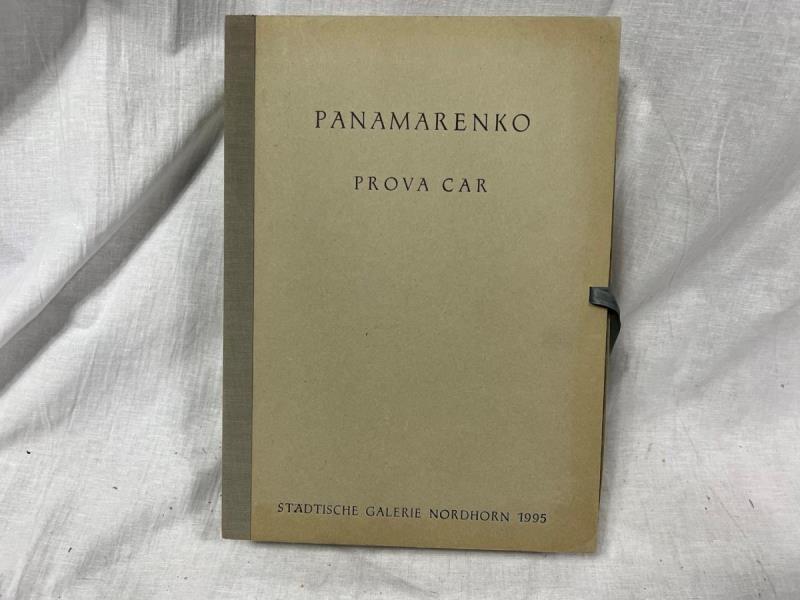 PANAMARENKO
PROVA CAR
STÄDTISCHE GALERIE NORDHORN 1995